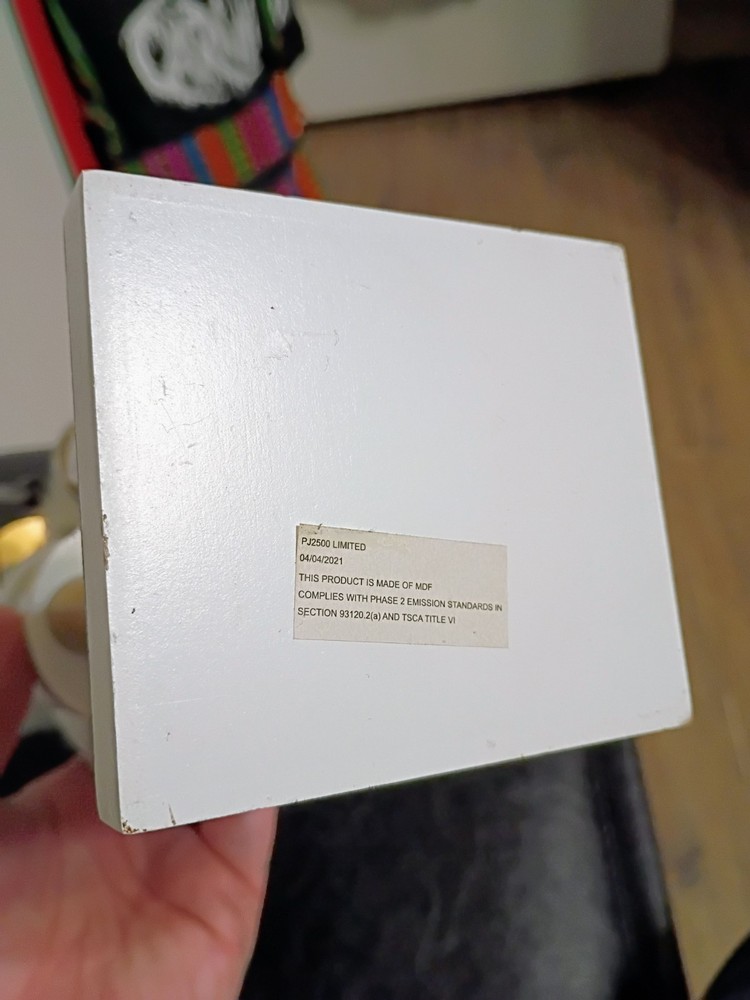 PJ2500 LIMITED
04/04/2021
THIS PRODUCT IS MADE OF MDF
COMPLIES WITH PHASE 2 EMISSION STANDARDS IN
SECTION 93120.2(a) AND TSCA TITLE VI